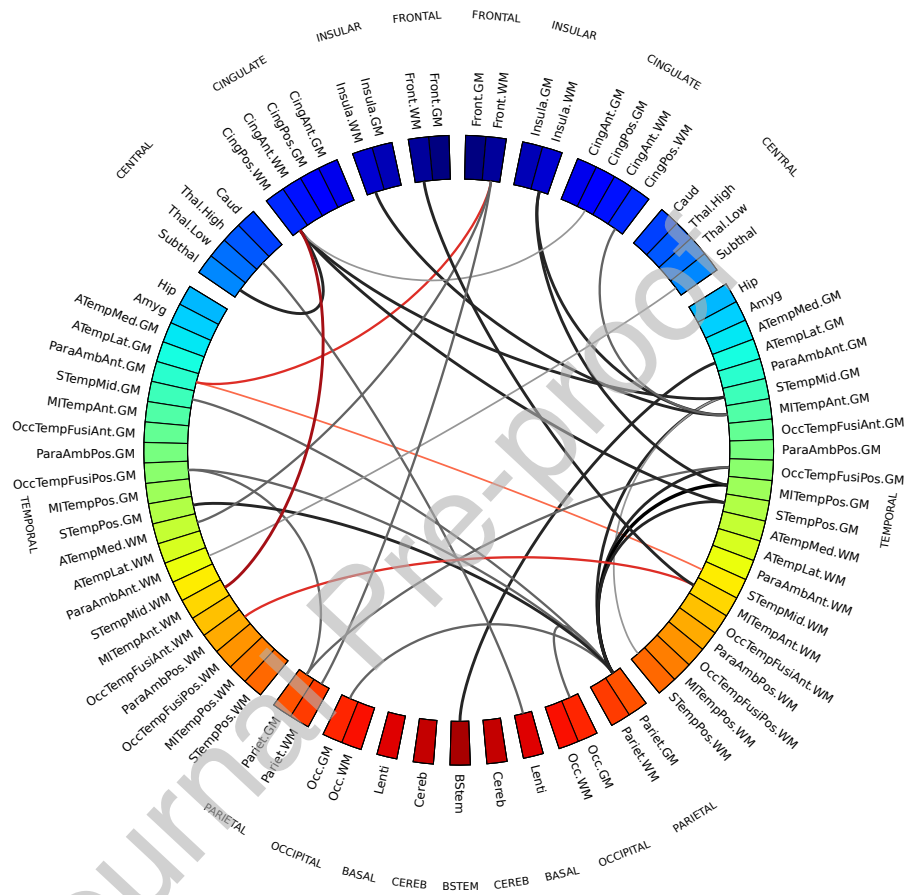 FRONTAL
FRONTAL
INSULAR
INSULAR
CINGULATE
CINGULATE
CENTRAL
CENTRAL
TEMPORAL
TEMPORAL
PARIETAL
PARIETAL
OCCIPITAL
OCCIPITAL
BASAL
BASAL
CEREB
CEREB
BSTEM
Front.GM
Front.WM
Insula.GM
Insula.WM
CingAnt.GM
CingPos.GM
CingAnt.WM
CingPos.WM
Caud
Thal.High
Thal.Low
Subthal
Hip
Amyg
ATempMed.GM
ATempLat.GM
ParaAmbAnt.GM
STempMid.GM
MITempAnt.GM
OccTempFusiAnt.GM
ParaAmbPos.GM
OccTempFusiPos.GM
MITempPos.GM
STempPos.GM
ATempMed.WM
ATempLat.WM
ParaAmbAnt.WM
STempMid.WM
MITempAnt.WM
OccTempFusiAnt.WM
ParaAmbPos.WM
OccTempFusiPos.WM
MITempPos.WM
STempPos.WM
Pariet.GM
Pariet.WM
Occ.GM
Occ.WM
Lenti
Cereb
BStem
Cereb
Lenti
Occ.WM
Occ.GM
Pariet.WM
Pariet.GM
STempPos.WM
MITempPos.WM
OccTempFusiPos.WM
ParaAmbPos.WM
OccTempFusiAnt.WM
MITempAnt.WM
STempMid.WM
ParaAmbAnt.WM
ATempLat.WM
ATempMed.WM
STempPos.GM
MITempPos.GM
OccTempFusiPos.GM
ParaAmbPos.GM
OccTempFusiAnt.GM
MITempAnt.GM
STempMid.GM
ParaAmbAnt.GM
ATempLat.GM
ATempMed.GM
Amyg
Hip
Subthal
Thal.Low
Thal.High
Caud
CingPos.WM
CingAnt.WM
CingPos.GM
CingAnt.GM
Insula.WM
Insula.GM
Front.WM
Front.GM
Pre-proof